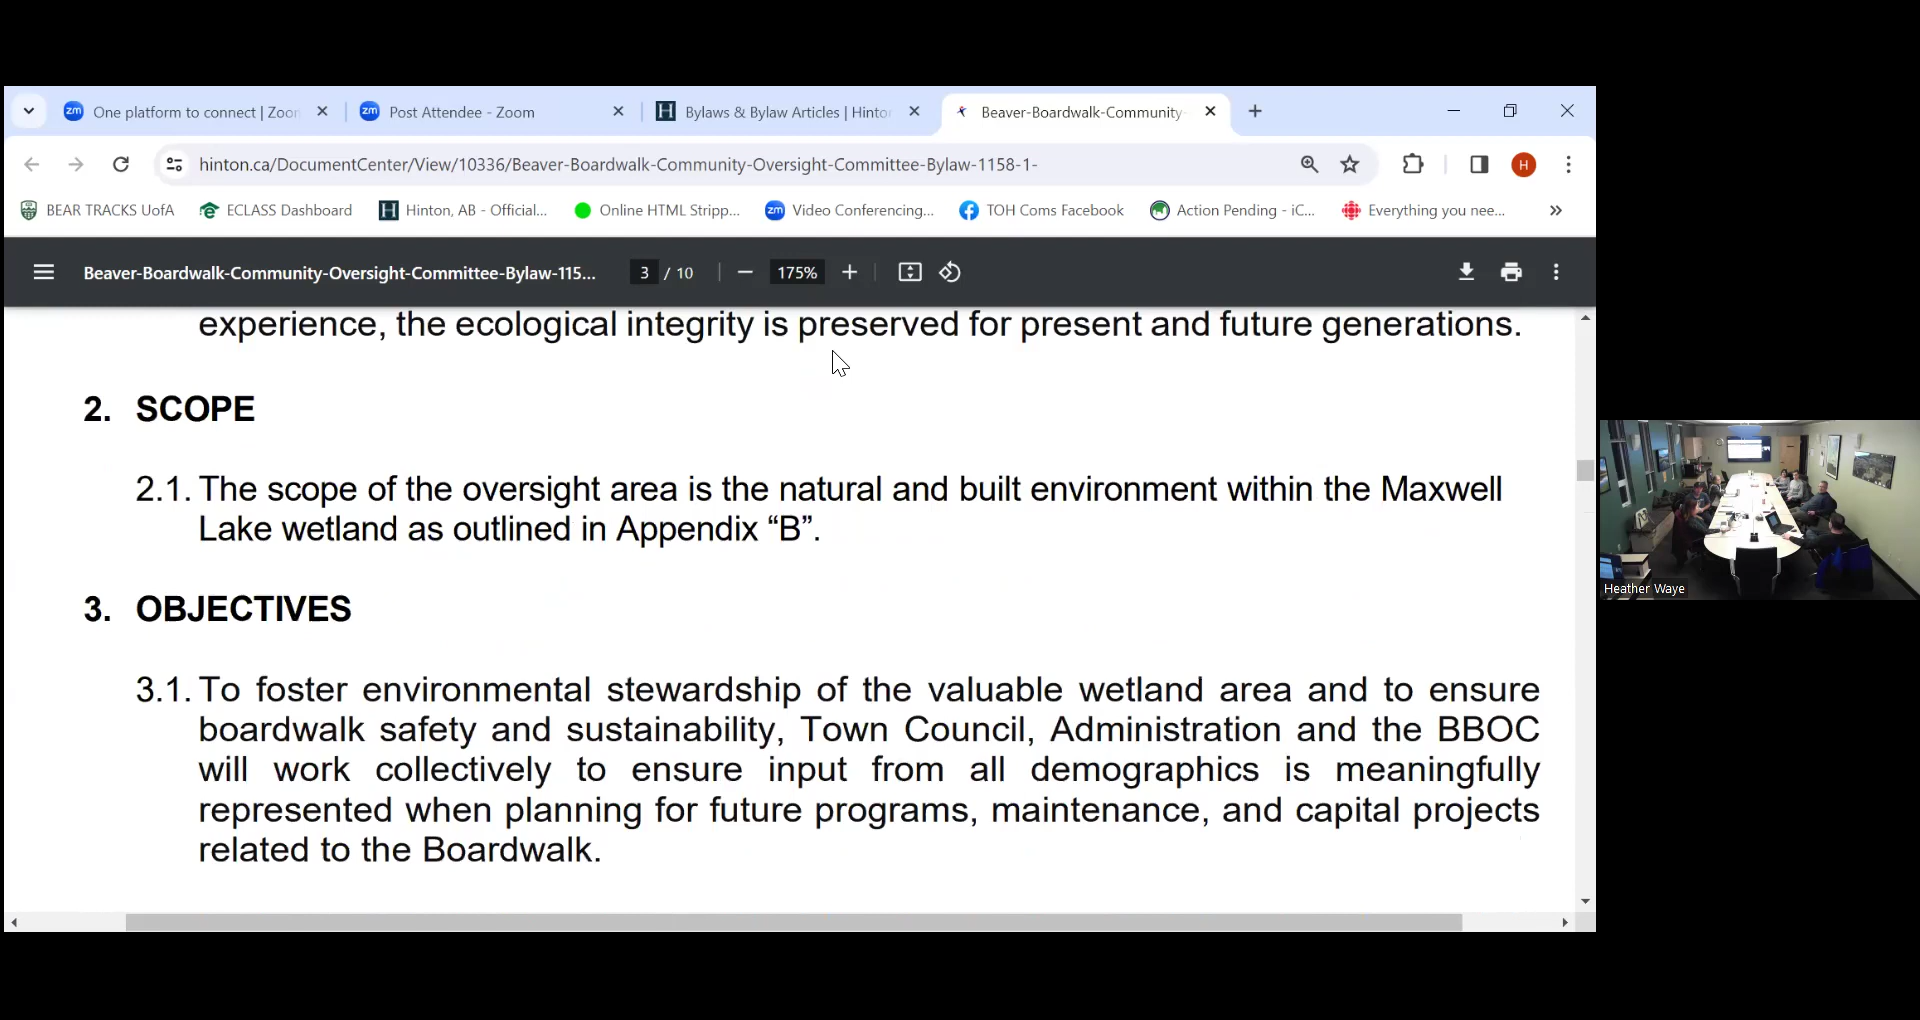 One platform to connect | Zoon
Post Attendee - Zoom
Bylaws & Bylaw Articles | Hinton
Beaver-Boardwalk-Community-
hinton.ca/DocumentCenter/View/10336/Beaver-Boardwalk-Community-Oversight-Committee-Bylaw-1158-1-
H
BEAR TRACKS UofA
ECLASS Dashboard
Hinton, AB - Official...
Online HTML Stripp...
Video Conferencing...
TOH Coms Facebook
Action Pending - iC...
Everything you nee...
Beaver-Boardwalk-Community-Oversight-Committee-Bylaw-115...
3 / 10
175%
experience, the ecological integrity is preserved for present and future generations.
2. SCOPE
2.1. The scope of the oversight area is the natural and built environment within the Maxwell
Lake wetland as outlined in Appendix “B”.
3. OBJECTIVES
3.1. To foster environmental stewardship of the valuable wetland area and to ensure
boardwalk safety and sustainability, Town Council, Administration and the BBOC
will work collectively to ensure input from all demographics is meaningfully
represented when planning for future programs, maintenance, and capital projects
related to the Boardwalk.
Heather Waye